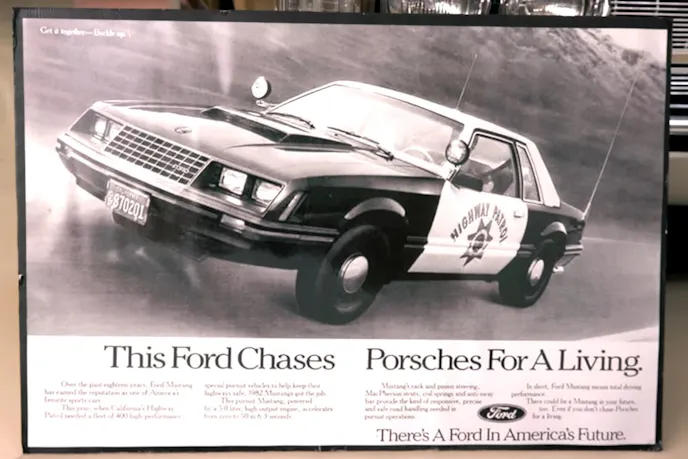 Get it together—Buckle up.
Ford
870201
HIGHWAY PATROL
This Ford Chases Porsches For A Living.
Over the past eighteen years, Ford Mustang
has earned the reputation as one of America's
favorite sports cars.
This year, when California's Highway
Patrol needed a fleet of 400 high performance
special pursuit vehicles to help keep their
highways safe, 1982 Mustangs got the job.
This pursuit Mustang, powered
by a 5.0 liter, high output engine, accelerates
from zero to 50 in 6.3 seconds.
Mustang's rack and pinion steering,
MacPherson struts, coil springs and anti-sway
bar provide the kind of responsive, precise
and safe road handling needed in
pursuit operations.
In short, Ford Mustang means total driving
performance.
There could be a Mustang in your future,
too. Even if you don't chase Porsches
for a living.
Ford
There's A Ford In America's Future.